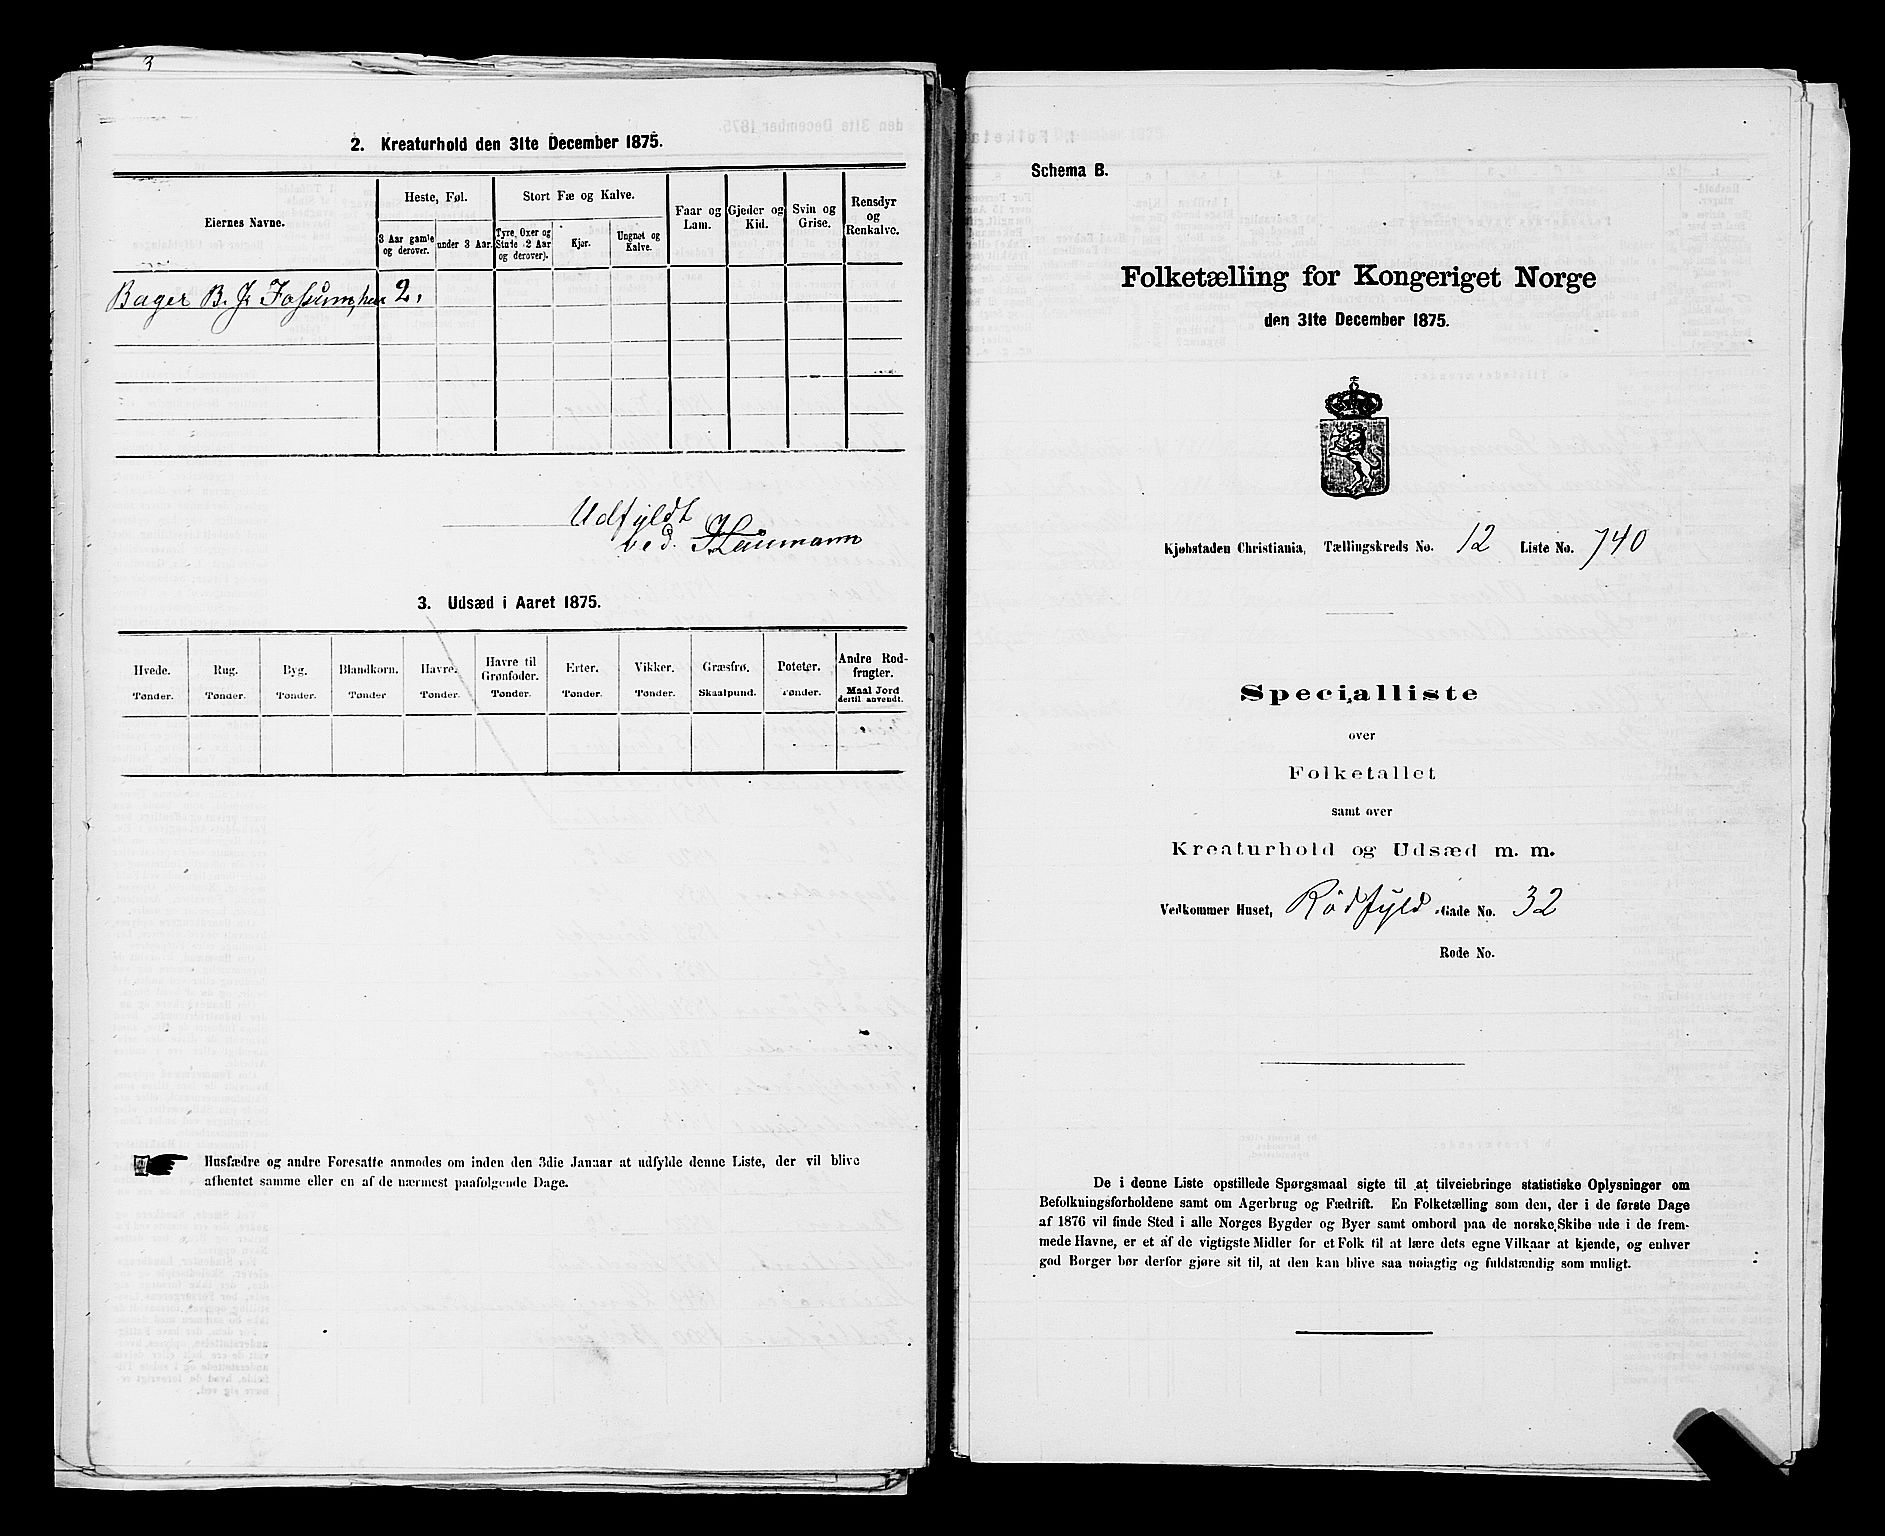 3
2. Kreaturhold den 31te December 1875.
Eiernes Navne.
Heste, Føl.
Stort Fæ og Kalve.
Faar og Lam.
Gjeder og Kid.
Svin og Grise.
Rensdyr og Renkalve.
3 Aar gamle og derover.
under 3 Aar.
Tyre, Oxer og Stude (2 Aar og derover).
Kjør.
Ungnøt og Kalve.
Bager B. J. Fossum, har 2.
Udfyldt
ved.
3. Udsæd i Aaret 1875.
Hvede.
Rug.
Byg.
Blandkorn.
Havre.
Havre til Grønfoder.
Erter.
Vikker.
Græsfrø.
Poteter.
Andre Rodfrugter.
Tønder.
Tønder.
Tønder.
Tønder
Tønder.
Tønder.
Tønder.
Tønder.
Skaalpund.
Tønder.
Maal Jord dertil anvendt.
Husfædre og andre Foresatte anmodes om inden den 3die Januar at udfylde denne Liste, der vil blive
afhentet samme eller en af de nærmest paafølgende Dage.
Schema B.
Folketælling for Kongeriget Norge
den 31te December 1875.
Kjøbstaden Christiania, Tællingskreds No. 12 Liste No. 740
Specialliste
over
Folketallet
samt over
Kreaturhold og Udsæd m. m.
Vedkommer Huset, Rødfyld Gade No. 32
Rode No.
De i denne Liste opstillede Spørgsmaal sigte til at tilveiebringe statistiske Oplysninger om
Befolkningsforholdene samt om Agerbrug og Fædrift. En Folketælling som den, der i de første Dage
af 1876 vil finde Sted i alle Norges Bygder og Byer samt ombord paa de norske Skibe ude i de frem-
mede Havne, er et af de vigtigste Midler for et Folk til at lære dets egne Vilkaar at kjende, og enhver
god Borger bør derfor gjøre sit til, at den kan blive saa nøiagtig og fuldstændig som muligt.